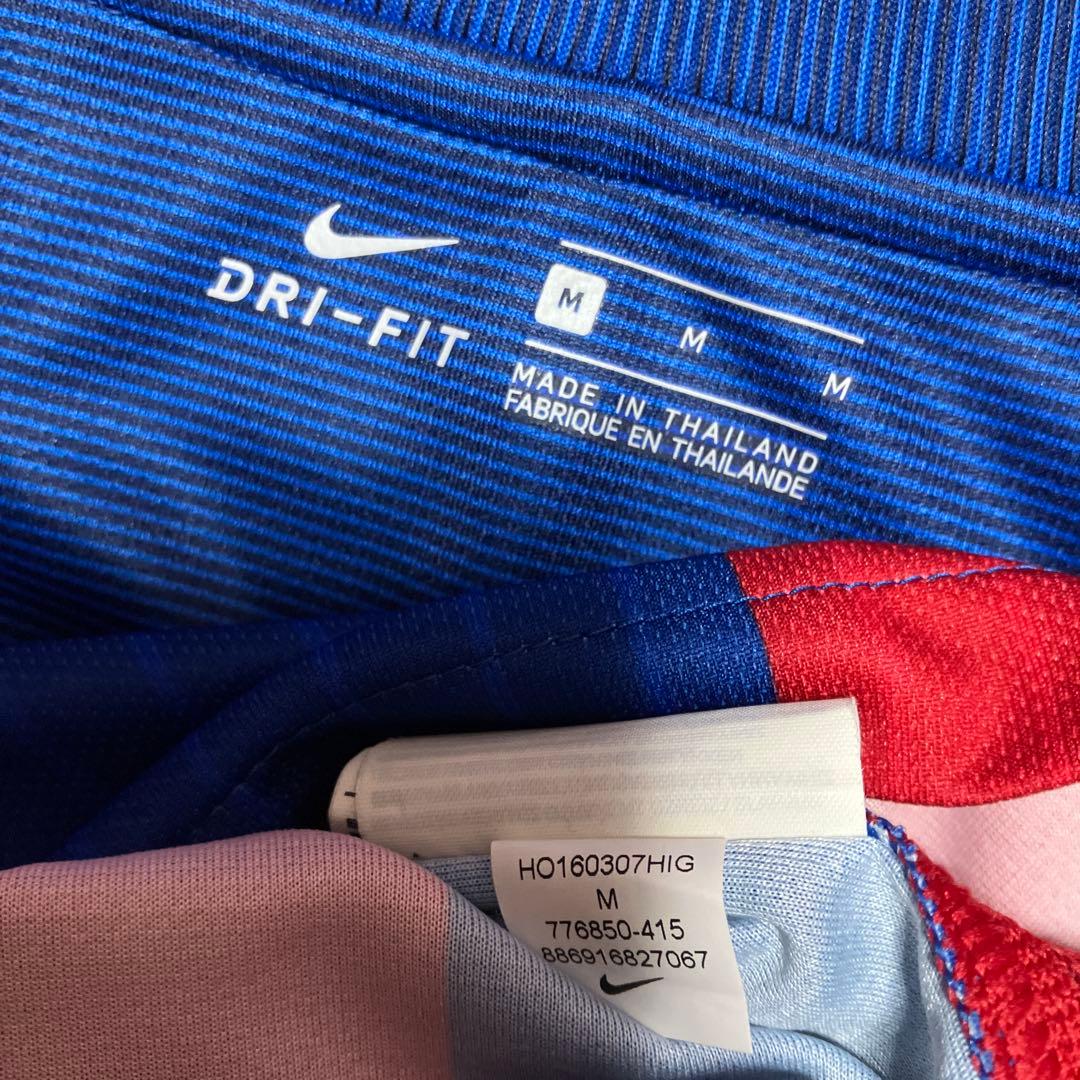 DRI-FIT
M
M
M
MADE IN THAILAND
FABRIQUE EN THAILANDE
HO160307HIG
M
776850-415
886916827067